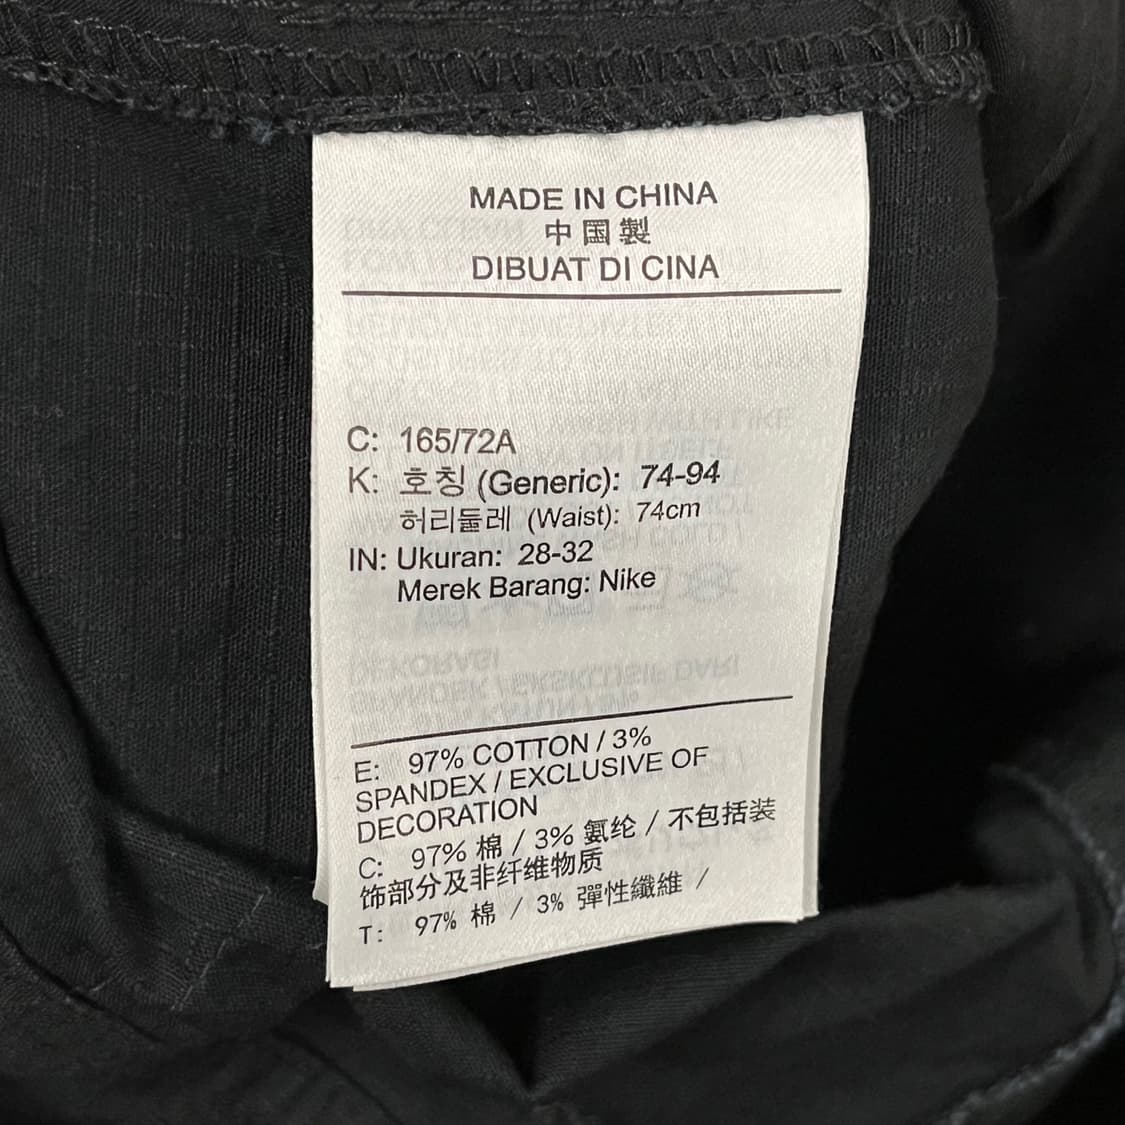 MADE IN CHINA
中国製
DIBUAT DI CINA
C: 165/72A
K: 호칭 (Generic): 74-94
허리둘레 (Waist): 74cm
IN: Ukuran: 28-32
Merek Barang: Nike
E: 97% COTTON / 3%
SPANDEX / EXCLUSIVE OF
DECORATION
C: 97% 棉 / 3% 氨纶 / 不包括装
饰部分及非纤维物质
T: 97% 棉 / 3% 彈性纖維 /